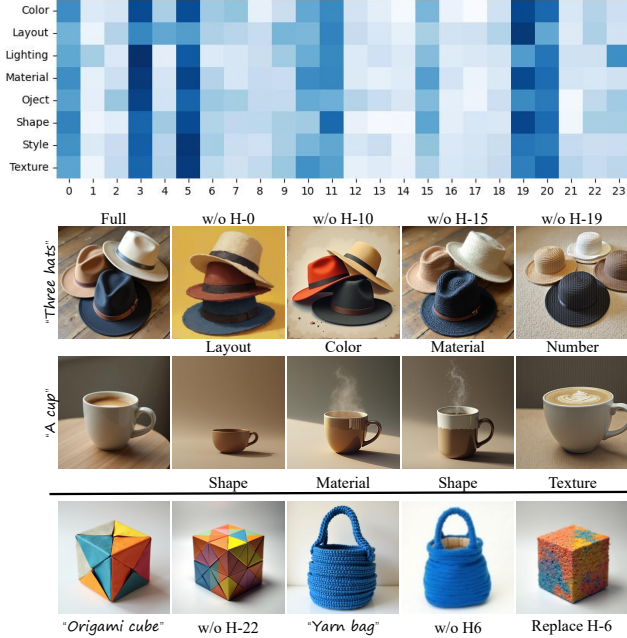 Color
Layout
Lighting
Material
Oject
Shape
Style
Texture
0 1 2 3 4 5 6 7 8 9 10 11 12 13 14 15 16 17 18 19 20 21 22 23
Full w/o H-0 w/o H-10 w/o H-15 w/o H-19
"Three hats"
Layout Color Material Number
"A cup"
Shape Material Shape Texture
"Origami cube" w/o H-22 "Yarn bag" w/o H6 Replace H-6